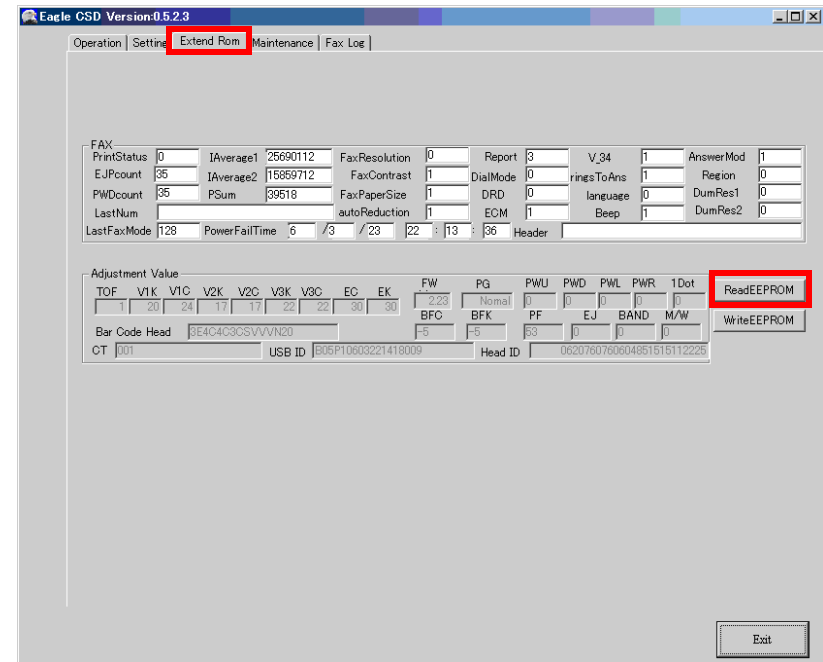 Eagle CSD Version:0.5.2.3
Operation Setting Extend Rom Maintenance Fax Log
FAX
PrintStatus 0 IAverage1 25690112 FaxResolution 0 Report 3 V_34 1 AnswerMod 1
EJPcount 35 IAverage2 15859712 FaxContrast 1 DialMode 0 ringsToAns 1 Region 0
PWDcount 35 PSum 39518 FaxPaperSize 1 DRD 0 language 0 DumRes1 0
LastNum autoReduction 1 ECM 1 Beep 1 DumRes2 0
LastFaxMode 128 PowerFailTime 6 /3 / 23 22 : 13 : 36 Header
Adjustment Value
TOF V1K V1C V2K V2C V3K V3C EC EK FW PG PWU PWD PWL PWR 1Dot
1 20 24 17 17 22 22 30 30 2.23 Nomal 0 0 0 0 0
ReadEEPROM
BFC BFK PF EJ BAND M/W
Bar Code Head 3E4C4C3CSVVVN20 -5 -5 53 0 0 0
WriteEEPROM
CT 001 USB ID B05P10603221418009 Head ID 0620760760604851515112225
Exit